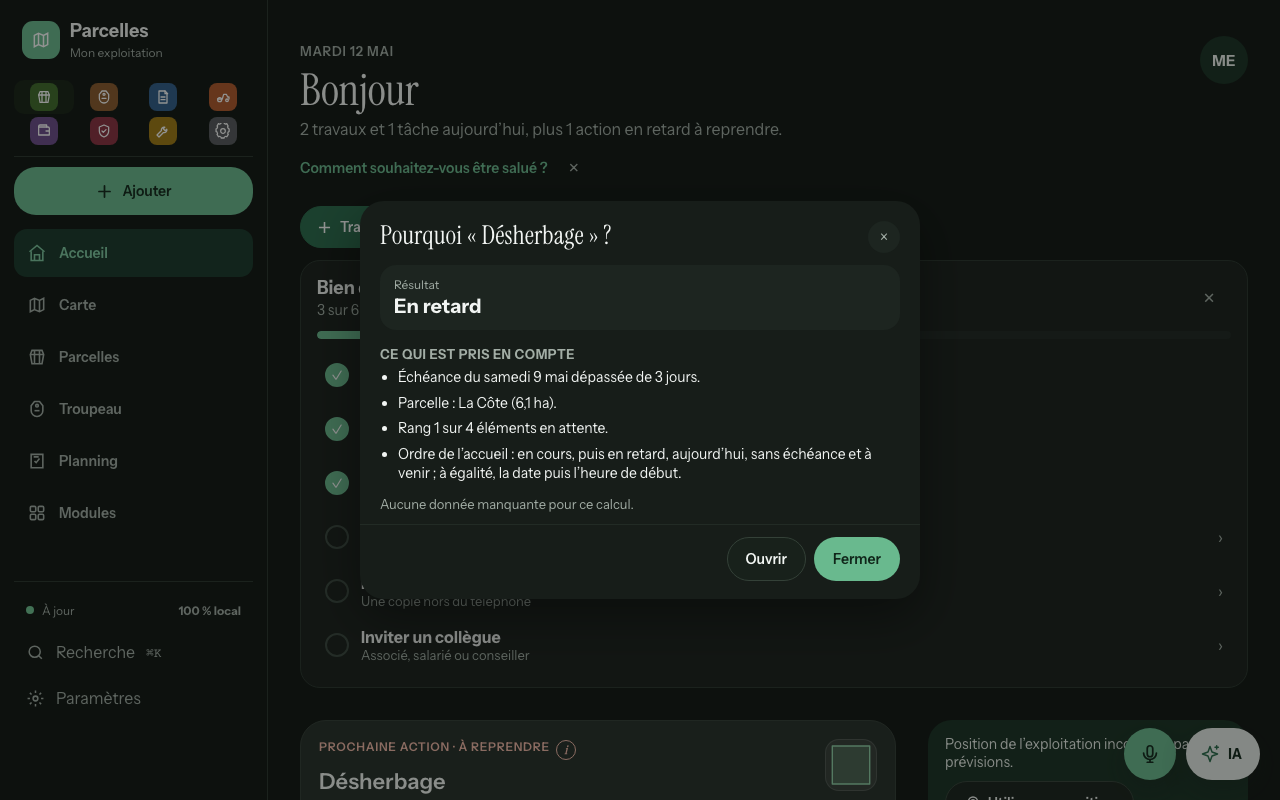 Parcelles
Mon exploitation
Ajouter
Accueil
Carte
Parcelles
Troupeau
Planning
Modules
À jour
100 % local
Recherche ⌘K
Paramètres
MARDI 12 MAI
Bonjour
2 travaux et 1 tâche aujourd'hui, plus 1 action en retard à reprendre.
Comment souhaitez-vous être salué ? ×
ME
+ Tra
Bien
3 sur 6
Pourquoi « Désherbage » ?
×
Résultat
En retard
CE QUI EST PRIS EN COMPTE
• Échéance du samedi 9 mai dépassée de 3 jours.
• Parcelle : La Côte (6,1 ha).
• Rang 1 sur 4 éléments en attente.
• Ordre de l'accueil : en cours, puis en retard, aujourd'hui, sans échéance et à
venir ; à égalité, la date puis l'heure de début.
Aucune donnée manquante pour ce calcul.
Ouvrir
Fermer
Une copie hors du téléphone
Inviter un collègue
Associé, salarié ou conseiller
PROCHAINE ACTION · À REPRENDRE i
Désherbage
Position de l'exploitation
prévisions.
IA